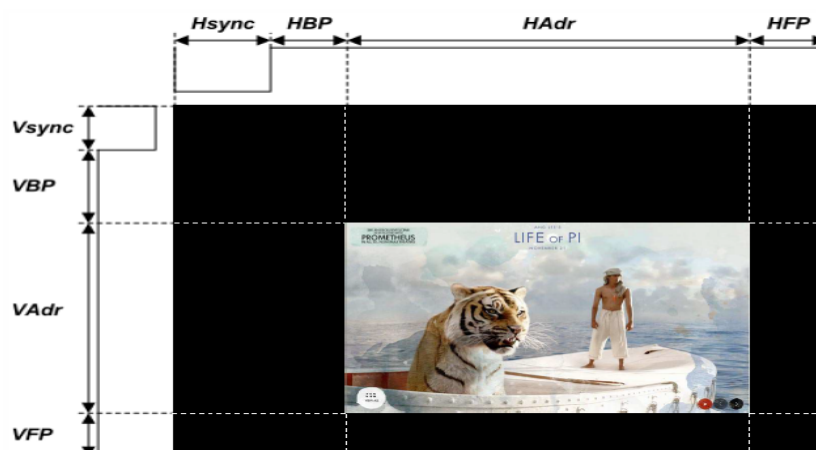 Hsync HBP HAdr HFP
Vsync
VBP
VAdr
VFP
PROMETHEUS
LIFE OF PI